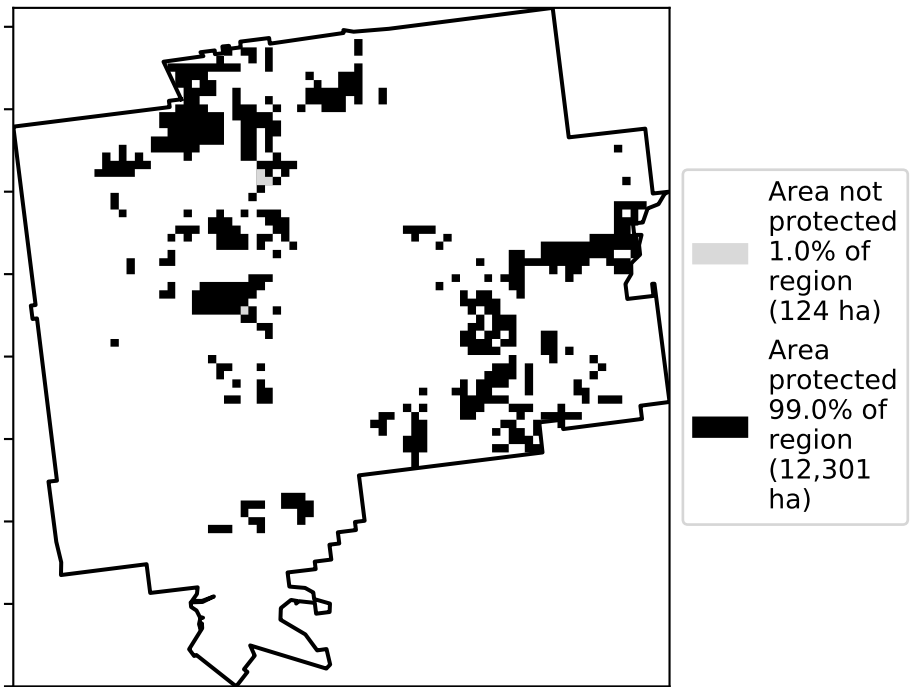 Area not
protected
1.0% of
region
(124 ha)
Area
protected
99.0% of
region
(12,301
ha)